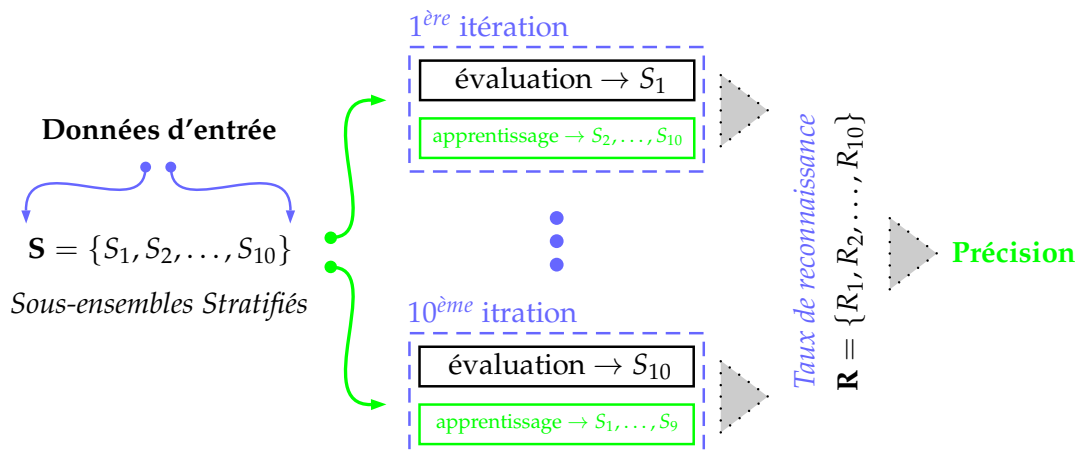 Données d'entrée
S = {S1, S2, ..., S10}
Sous-ensembles Stratifiés
1ère itération
évaluation → S1
apprentissage → S2, ..., S10
10ème itration
évaluation → S10
apprentissage → S1, ..., S9
Taux de reconnaissance
R = {R1, R2, ..., R10}
Précision